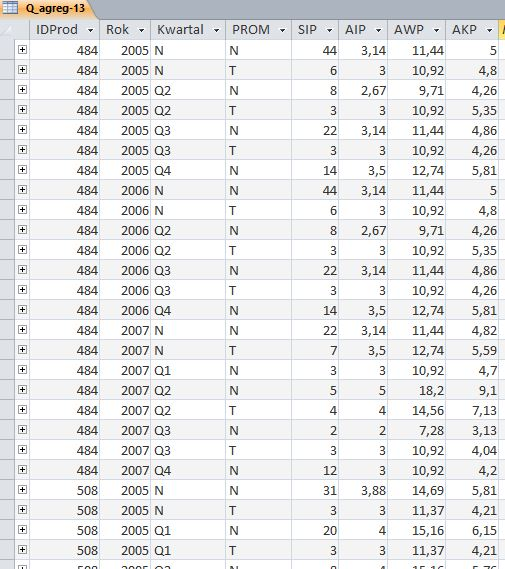 Q_agreg-13
IDProd Rok Kwartal PROM SIP AIP AWP AKP
484 2005 N N 44 3,14 11,44 5
484 2005 N T 6 3 10,92 4,8
484 2005 Q2 N 8 2,67 9,71 4,26
484 2005 Q2 T 3 3 10,92 5,35
484 2005 Q3 N 22 3,14 11,44 4,86
484 2005 Q3 T 3 3 10,92 4,26
484 2005 Q4 N 14 3,5 12,74 5,81
484 2006 N N 44 3,14 11,44 5
484 2006 N T 6 3 10,92 4,8
484 2006 Q2 N 8 2,67 9,71 4,26
484 2006 Q2 T 3 3 10,92 5,35
484 2006 Q3 N 22 3,14 11,44 4,86
484 2006 Q3 T 3 3 10,92 4,26
484 2006 Q4 N 14 3,5 12,74 5,81
484 2007 N N 22 3,14 11,44 4,82
484 2007 N T 7 3,5 12,74 5,59
484 2007 Q1 N 3 3 10,92 4,7
484 2007 Q2 N 5 5 18,2 9,1
484 2007 Q2 T 4 4 14,56 7,13
484 2007 Q3 N 2 2 7,28 3,13
484 2007 Q3 T 3 3 10,92 4,04
484 2007 Q4 N 12 3 10,92 4,2
508 2005 N N 31 3,88 14,69 5,81
508 2005 N T 3 3 11,37 4,21
508 2005 Q1 N 20 4 15,16 6,15
508 2005 Q1 T 3 3 11,37 4,21